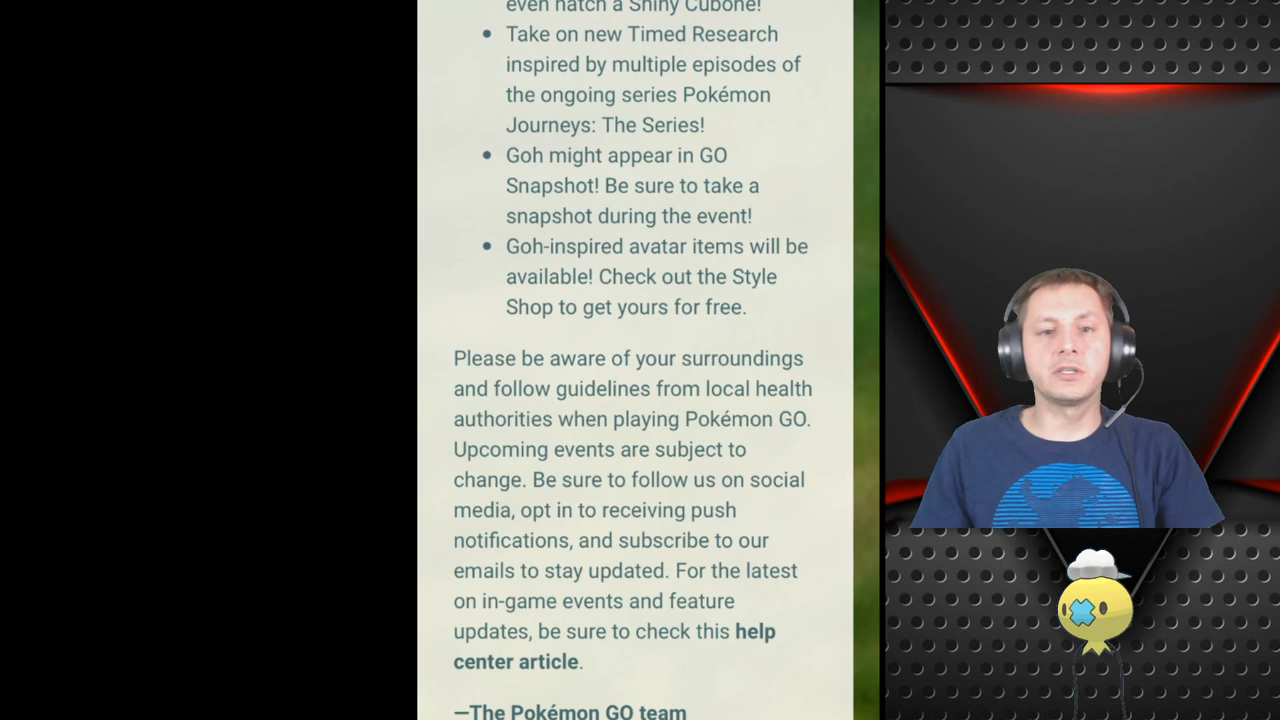 even hatch a Shiny Cubone!
• Take on new Timed Research
inspired by multiple episodes of
the ongoing series Pokémon
Journeys: The Series!
• Goh might appear in GO
Snapshot! Be sure to take a
snapshot during the event!
• Goh-inspired avatar items will be
available! Check out the Style
Shop to get yours for free.
Please be aware of your surroundings
and follow guidelines from local health
authorities when playing Pokémon GO.
Upcoming events are subject to
change. Be sure to follow us on social
media, opt in to receiving push
notifications, and subscribe to our
emails to stay updated. For the latest
on in-game events and feature
updates, be sure to check this help
center article.
—The Pokémon GO team